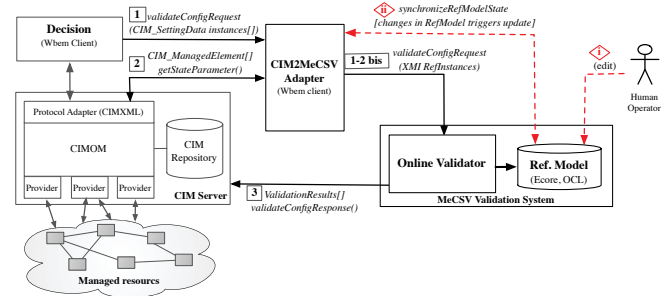 Decision
(Wbem Client)
1 validateConfigRequest
(CIM_SettingData instances[])
2 CIM_ManagedElement[]
getStateParameter()
CIM2MeCSV
Adapter
(Wbem client)
ii synchronizeRefModelState
[changes in RefModel triggers update]
1-2 bis
validateConfigRequest
(XMI RefInstances)
i
(edit)
Human
Operator
Protocol Adapter (CIMXML)
CIMOM
CIM
Repository
Provider
Provider
Provider
CIM Server
Online Validator
Ref. Model
(Ecore, OCL)
MeCSV Validation System
3 ValidationResults[]
validateConfigResponse()
Managed resourcs